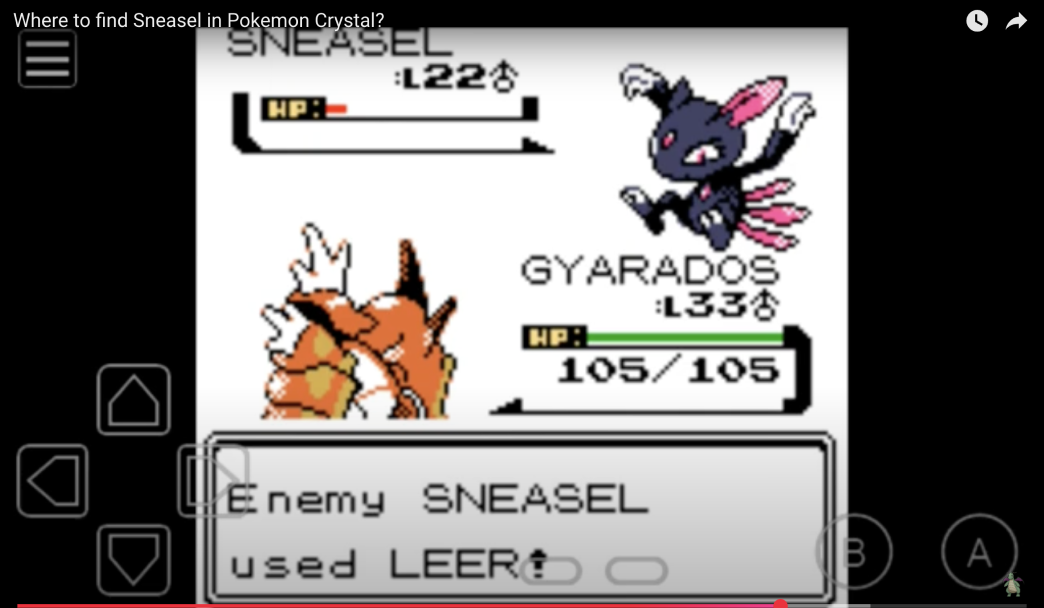 Where to find Sneasel in Pokemon Crystal?
SNEASEL
:L22♂
HP:
GYARADOS
:L33♂
HP:
105/105
Enemy SNEASEL
used LEER!
B
A